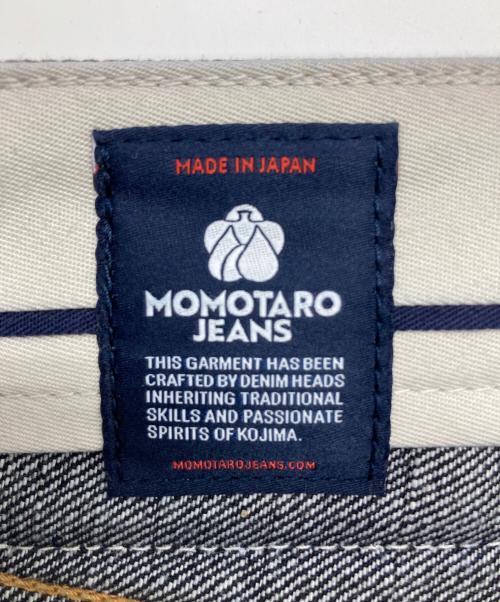 MADE IN JAPAN
MOMOTARO
JEANS
THIS GARMENT HAS BEEN
CRAFTED BY DENIM HEADS
INHERITING TRADITIONAL
SKILLS AND PASSIONATE
SPIRITS OF KOJIMA.
MOMOTAROJEANS.COM